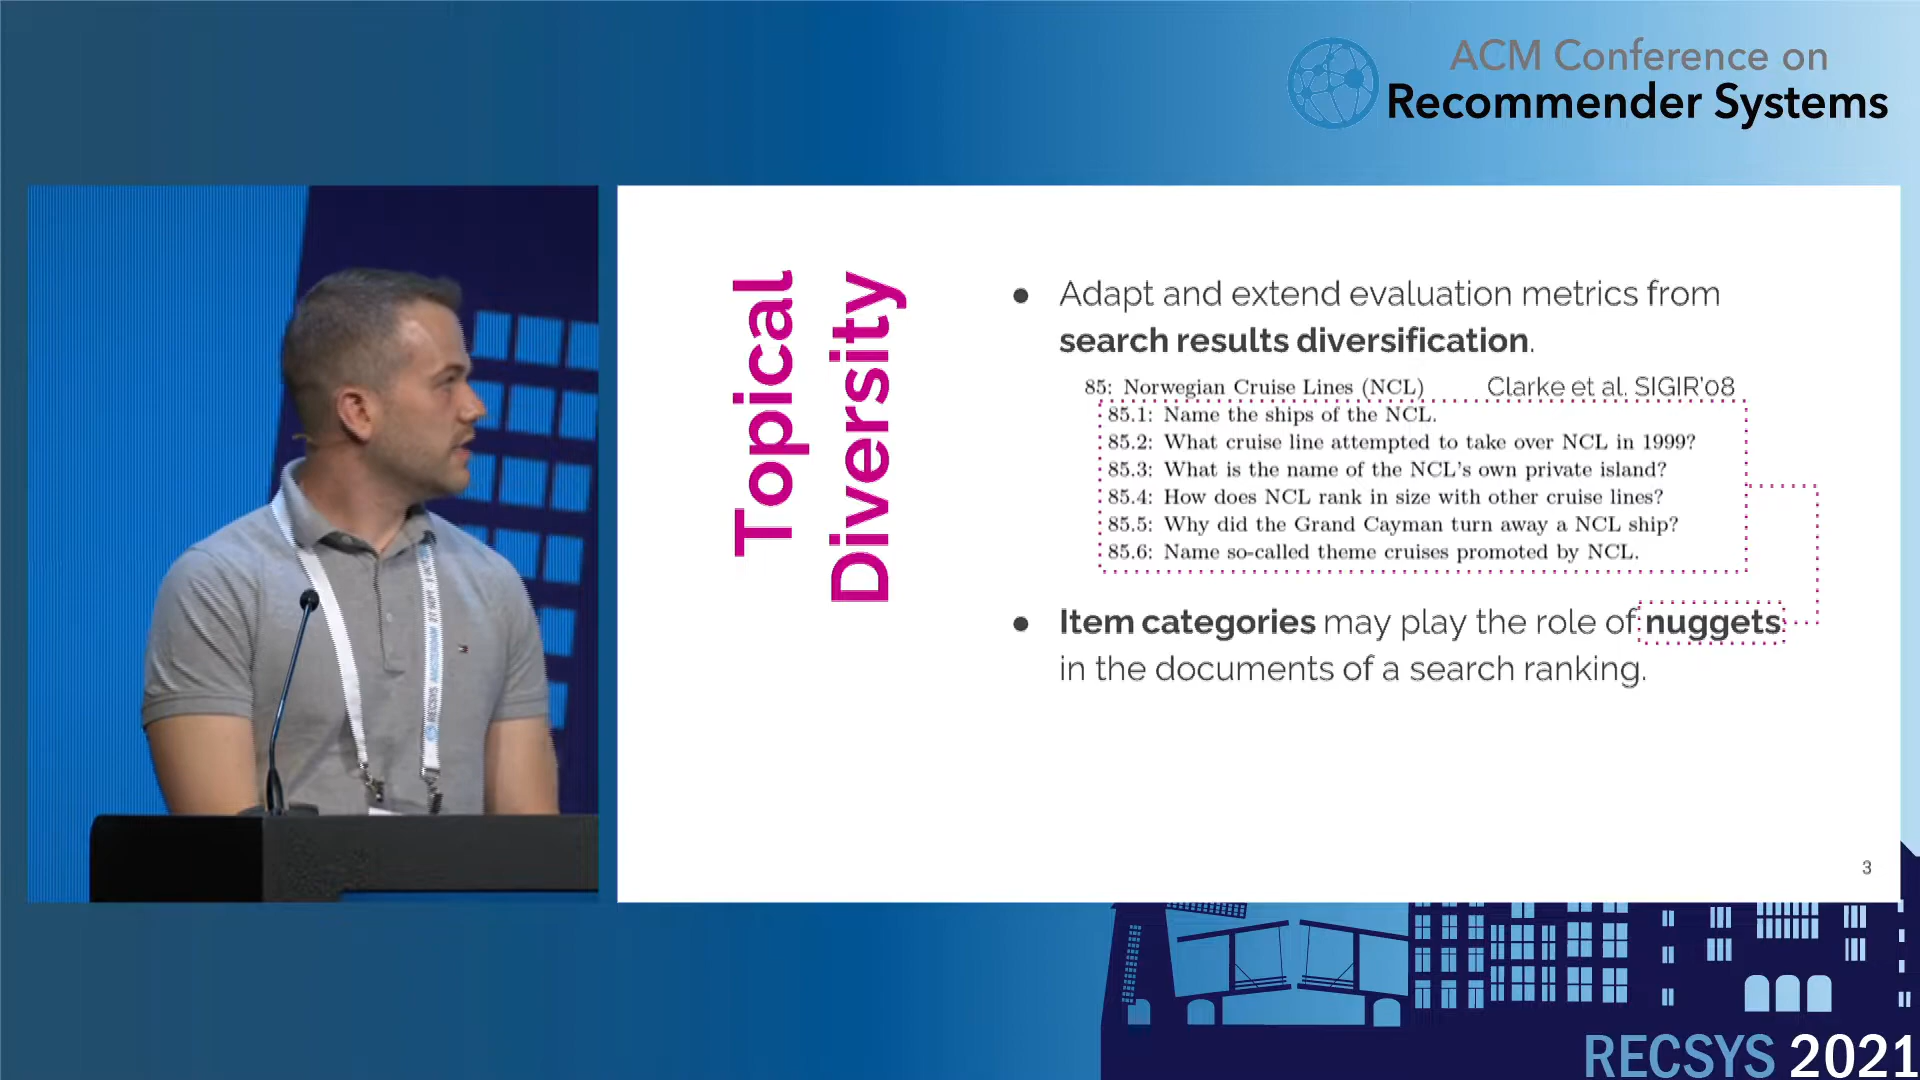 ACM Conference on
Recommender Systems
Topical
Diversity
● Adapt and extend evaluation metrics from
search results diversification.
85: Norwegian Cruise Lines (NCL) Clarke et al. SIGIR'08
85.1: Name the ships of the NCL.
85.2: What cruise line attempted to take over NCL in 1999?
85.3: What is the name of the NCL's own private island?
85.4: How does NCL rank in size with other cruise lines?
85.5: Why did the Grand Cayman turn away a NCL ship?
85.6: Name so-called theme cruises promoted by NCL.
● Item categories may play the role of nuggets
in the documents of a search ranking.
3
RECSYS AMSTERDAM
RECSYS 2021